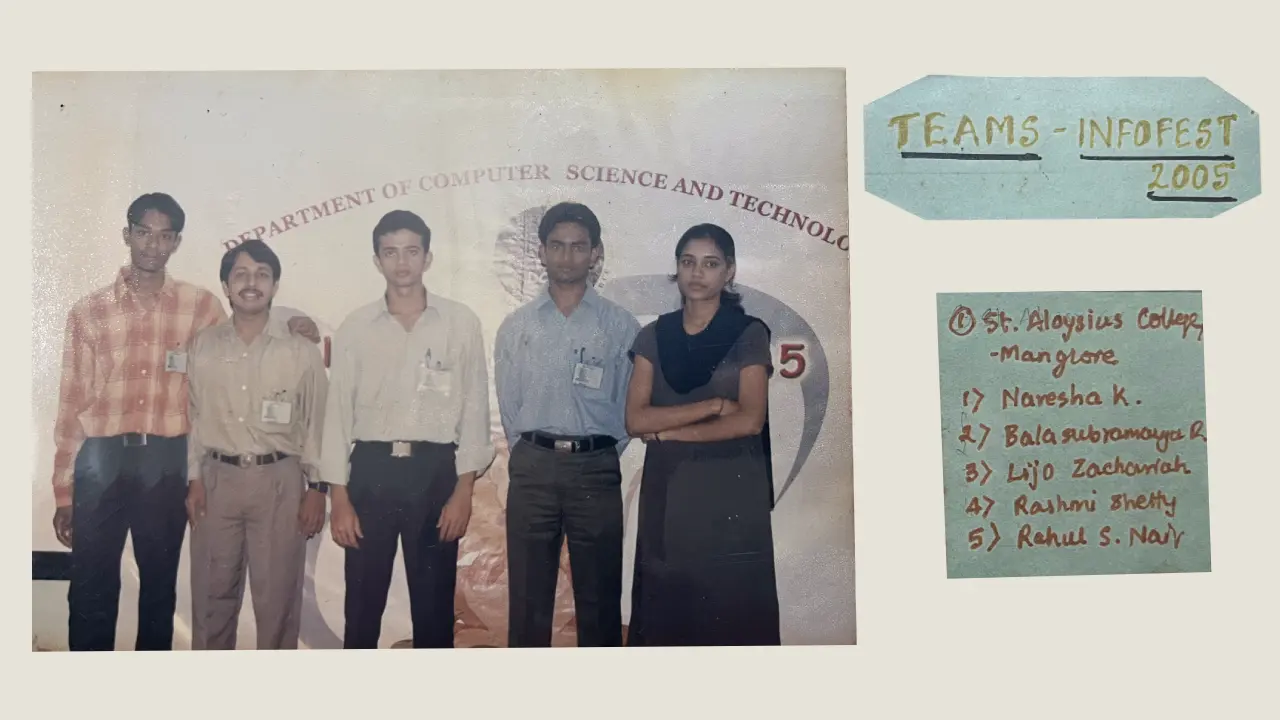 DEPARTMENT OF COMPUTER SCIENCE AND TECHNOLO
5
TEAMS - INFOFEST
2005
① St. Aloysius College,
-Manglore
1) Naresha K.
2) Balasubramanya R.
3) Lijo Zachariah
4) Rashmi Shetty
5) Rahul S. Nair